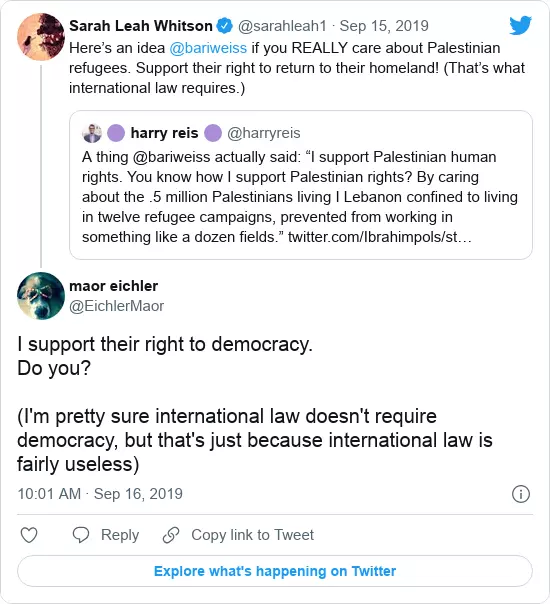 Sarah Leah Whitson @sarahleah1 · Sep 15, 2019
Here’s an idea @bariweiss if you REALLY care about Palestinian
refugees. Support their right to return to their homeland! (That’s what
international law requires.)
harry reis @harryreis
A thing @bariweiss actually said: “I support Palestinian human
rights. You know how I support Palestinian rights? By caring
about the .5 million Palestinians living I Lebanon confined to living
in twelve refugee campaigns, prevented from working in
something like a dozen fields.” twitter.com/Ibrahimpols/st…
maor eichler
@EichlerMaor
I support their right to democracy.
Do you?
(I'm pretty sure international law doesn't require
democracy, but that's just because international law is
fairly useless)
10:01 AM · Sep 16, 2019
Reply Copy link to Tweet
Explore what's happening on Twitter